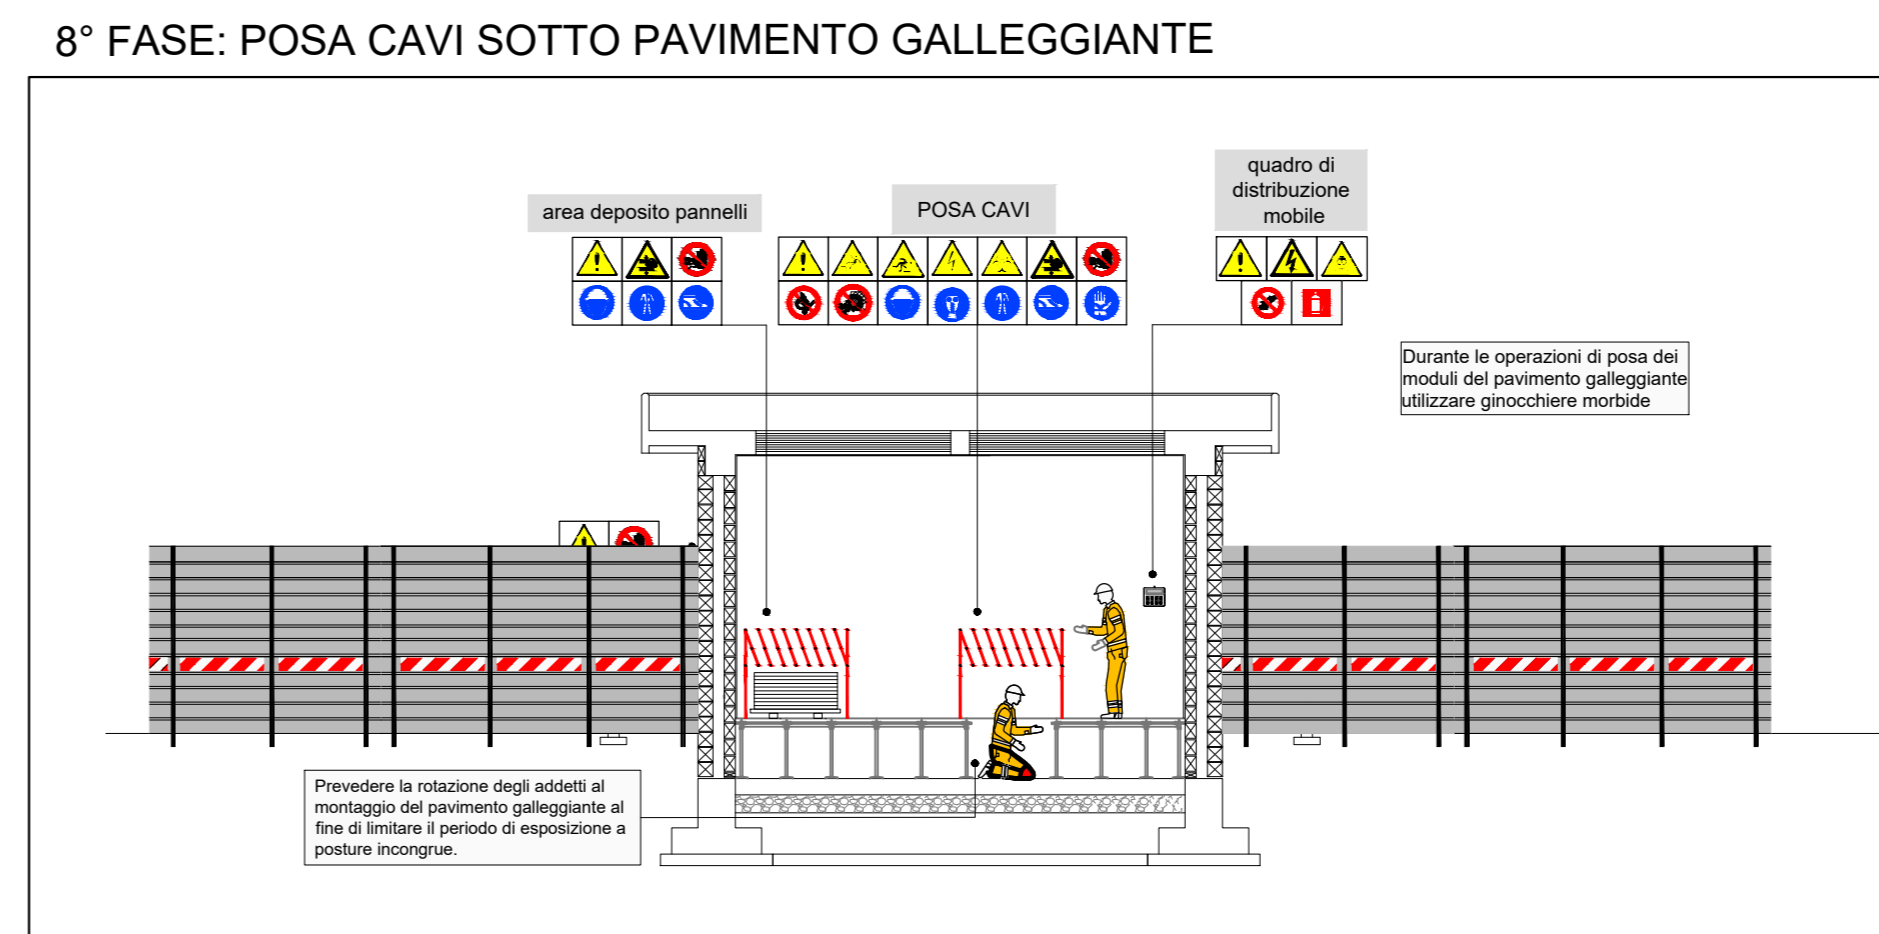 8° FASE: POSA CAVI SOTTO PAVIMENTO GALLEGGIANTE
area deposito pannelli
POSA CAVI
quadro di
distribuzione
mobile
Durante le operazioni di posa dei
moduli del pavimento galleggiante
utilizzare ginocchiere morbide
Prevedere la rotazione degli addetti al
montaggio del pavimento galleggiante al
fine di limitare il periodo di esposizione a
posture incongrue.